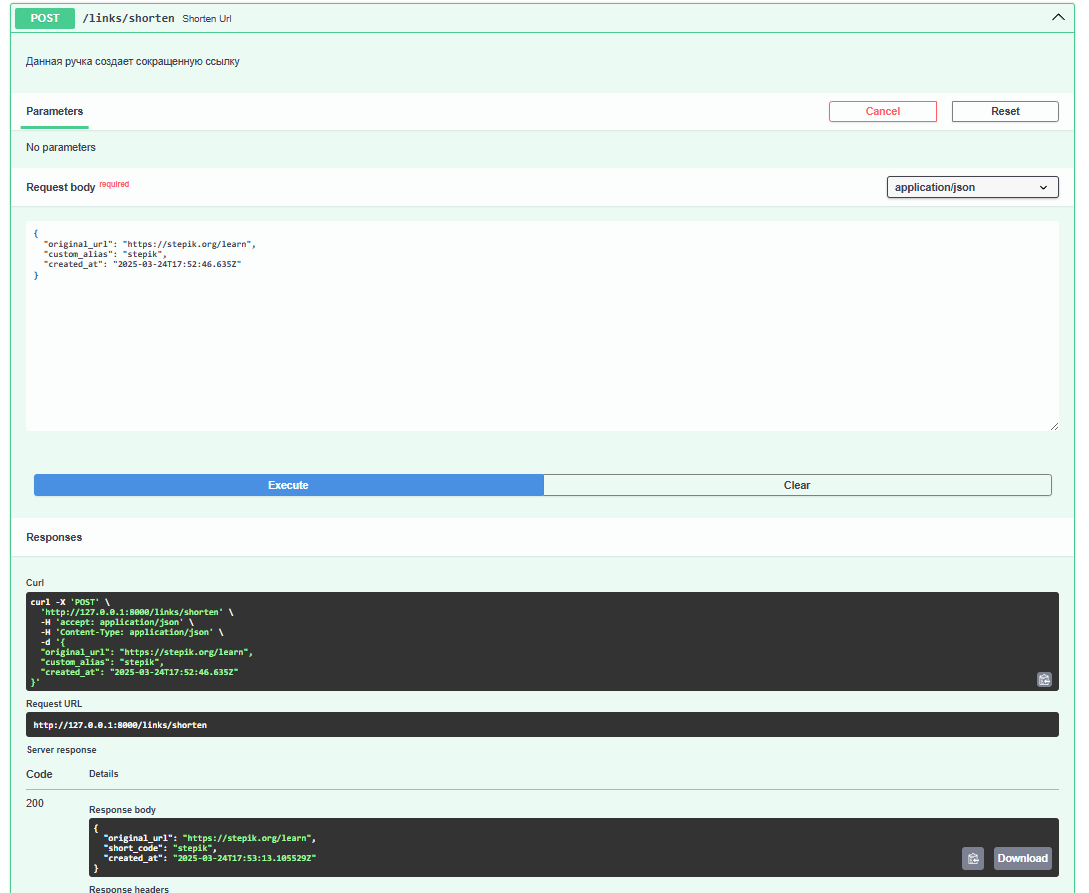 POST /links/shorten Shorten Url
Данная ручка создает сокращенную ссылку
Parameters Cancel Reset
No parameters
Request body required application/json
{
  "original_url": "https://stepik.org/learn",
  "custom_alias": "stepik",
  "created_at": "2025-03-24T17:52:46.635Z"
}
Execute Clear
Responses
Curl
curl -X 'POST' \
  'http://127.0.0.1:8000/links/shorten' \
  -H 'accept: application/json' \
  -H 'Content-Type: application/json' \
  -d '{
  "original_url": "https://stepik.org/learn",
  "custom_alias": "stepik",
  "created_at": "2025-03-24T17:52:46.635Z"
}'
Request URL
http://127.0.0.1:8000/links/shorten
Server response
Code Details
200
Response body
{
  "original_url": "https://stepik.org/learn",
  "short_code": "stepik",
  "created_at": "2025-03-24T17:53:13.105529Z"
}
Download
Response headers